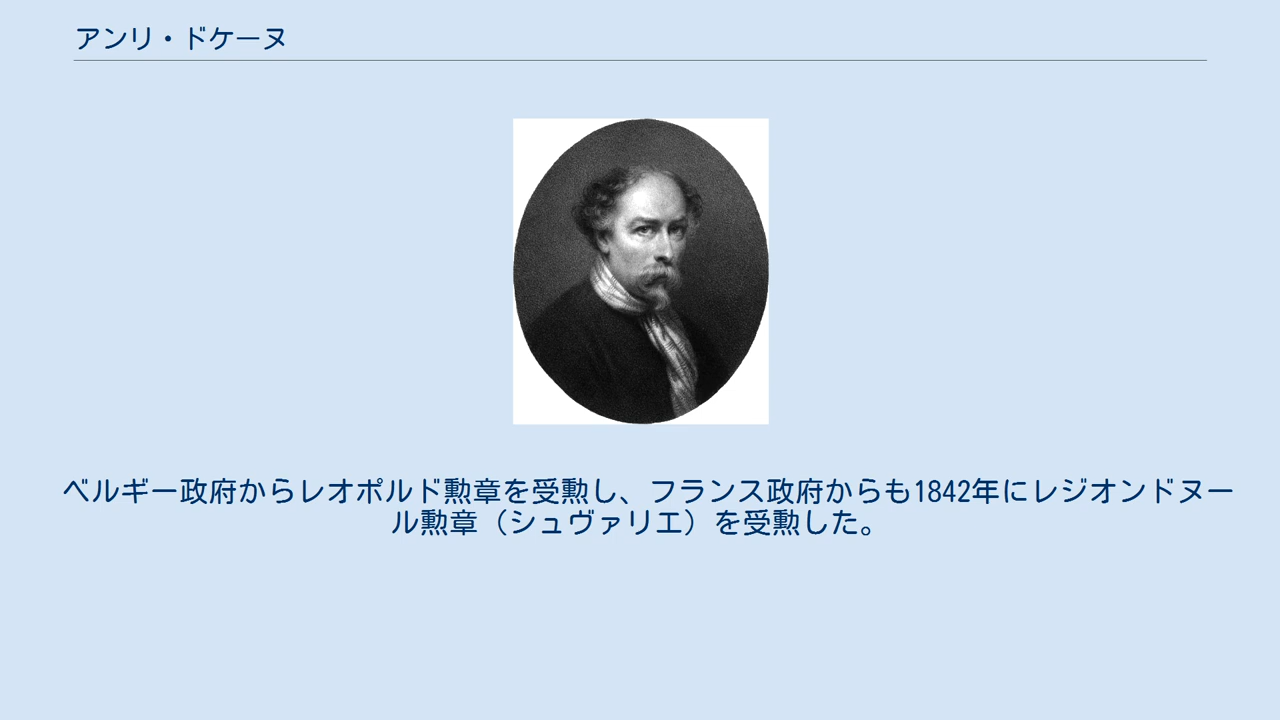 アンリ・ドケーヌ
ベルギー政府からレオポルド勲章を受勲し、フランス政府からも1842年にレジオンドヌー
ル勲章（シュヴァリエ）を受勲した。